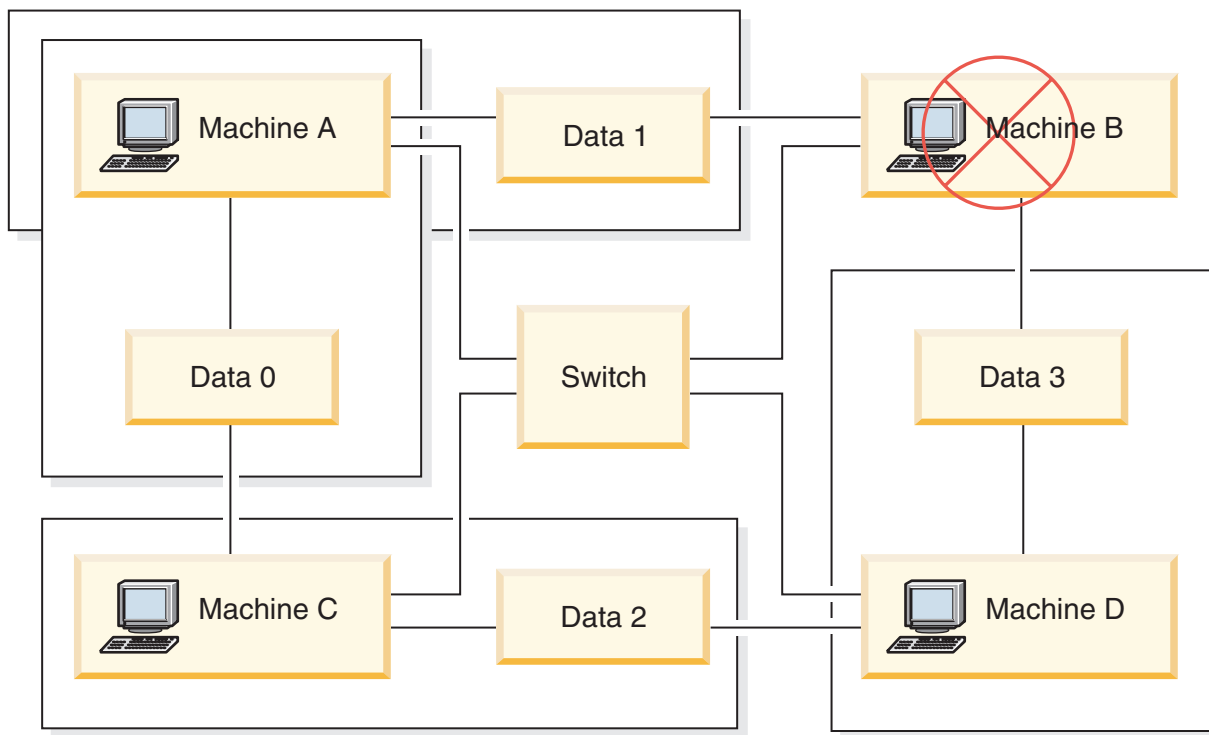 Machine A
Data 1
Machine B
Data 0
Switch
Data 3
Machine C
Data 2
Machine D